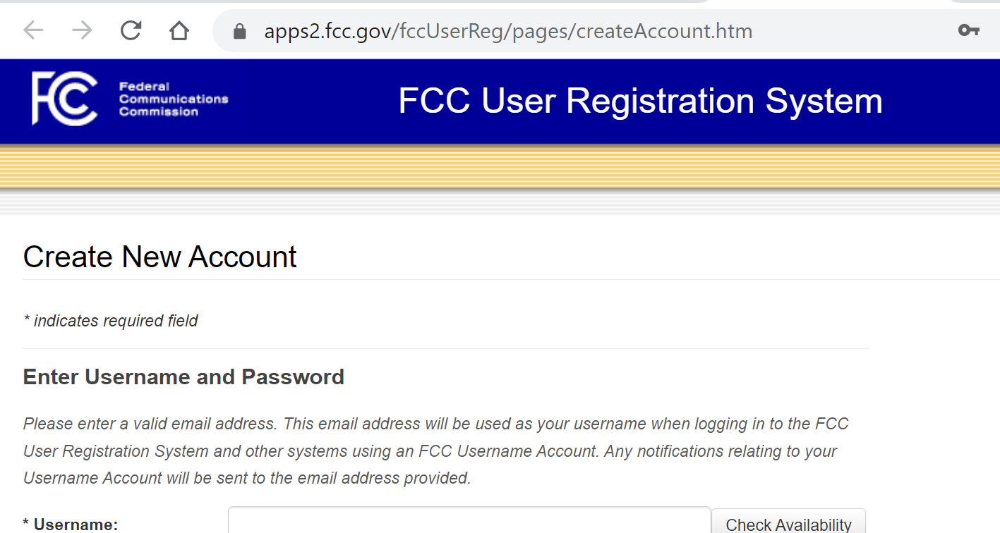 apps2.fcc.gov/fccUserReg/pages/createAccount.htm
FCC
Federal
Communications
Commission
FCC User Registration System
Create New Account
* indicates required field
Enter Username and Password
Please enter a valid email address. This email address will be used as your username when logging in to the FCC
User Registration System and other systems using an FCC Username Account. Any notifications relating to your
Username Account will be sent to the email address provided.
* Username:
Check Availability